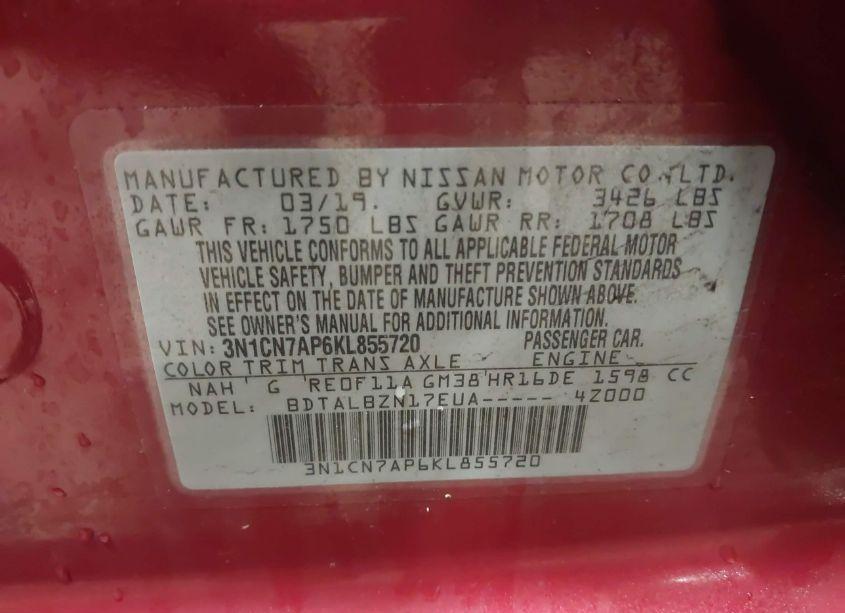 MANUFACTURED BY NISSAN MOTOR CO., LTD.
DATE: 03/19. GVWR: 3426 LBS
GAWR FR: 1750 LBS GAWR RR: 1708 LBS
THIS VEHICLE CONFORMS TO ALL APPLICABLE FEDERAL MOTOR
VEHICLE SAFETY, BUMPER AND THEFT PREVENTION STANDARDS
IN EFFECT ON THE DATE OF MANUFACTURE SHOWN ABOVE.
SEE OWNER'S MANUAL FOR ADDITIONAL INFORMATION.
VIN: 3N1CN7AP6KL855720 PASSENGER CAR.
COLOR TRIM TRANS AXLE ENGINE
NAH G RE0F11A GM38 HR16DE 1598 CC
MODEL: BDTALBZN17EUA----- 4Z000
3N1CN7AP6KL855720